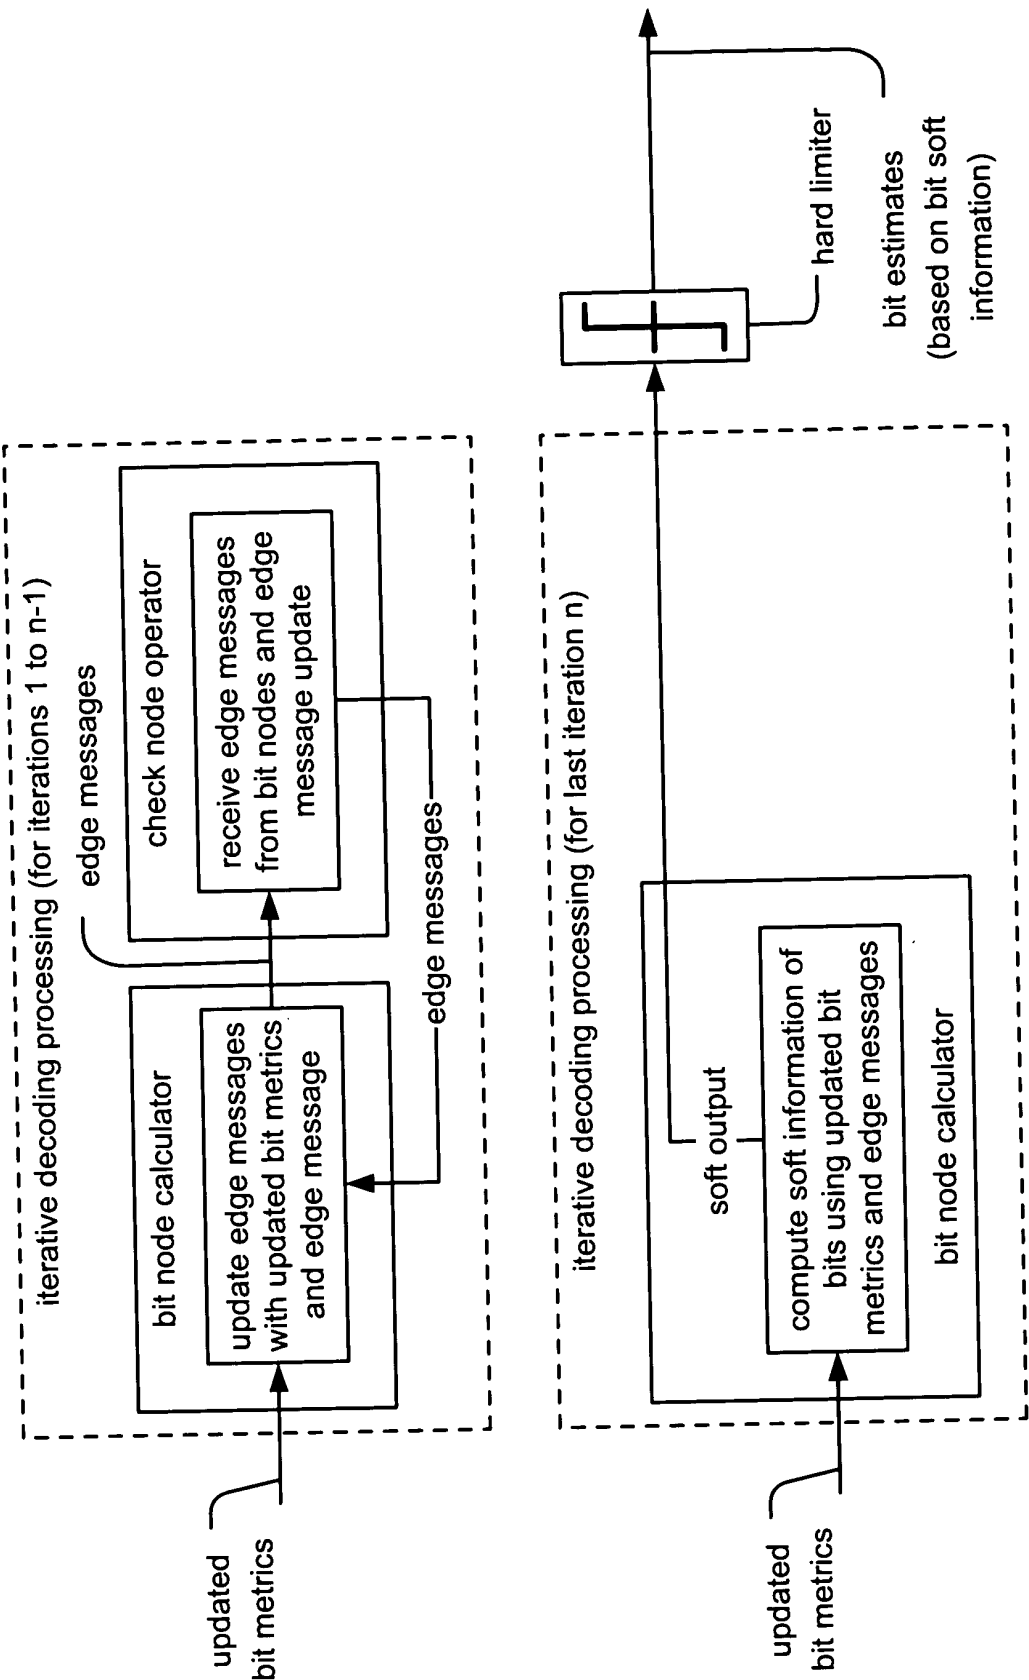 iterative decoding processing (for iterations 1 to n-1)
edge messages
bit node calculator
update edge messages
with updated bit metrics
and edge message
check node operator
receive edge messages
from bit nodes and edge
message update
edge messages
updated
bit metrics
iterative decoding processing (for last iteration n)
soft output
compute soft information of
bits using updated bit
metrics and edge messages
bit node calculator
updated
bit metrics
hard limiter
bit estimates
(based on bit soft
information)